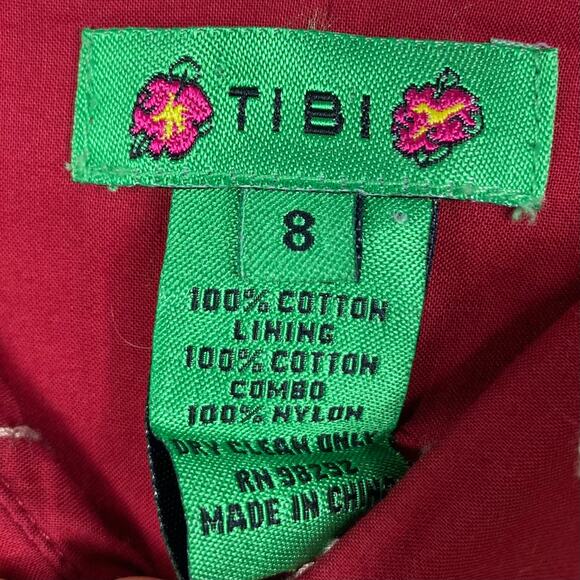 TIBI
8
100% COTTON
LINING
100% COTTON
COMBO
100% NYLON
DRY CLEAN ONLY
RN 98292
MADE IN CHINA